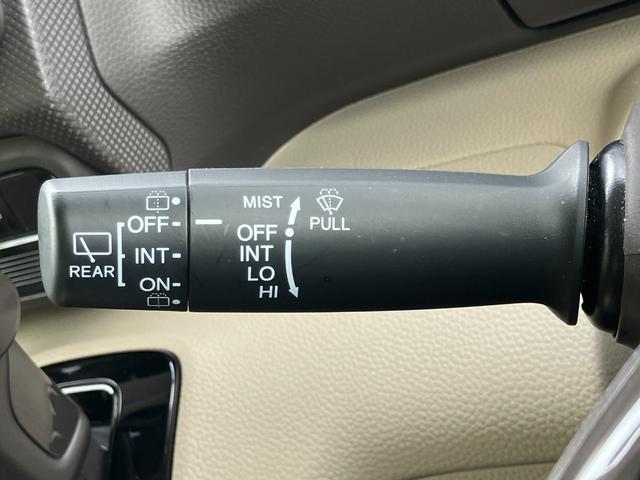 REAR
OFF
INT
ON
MIST
OFF
INT
LO
HI
PULL